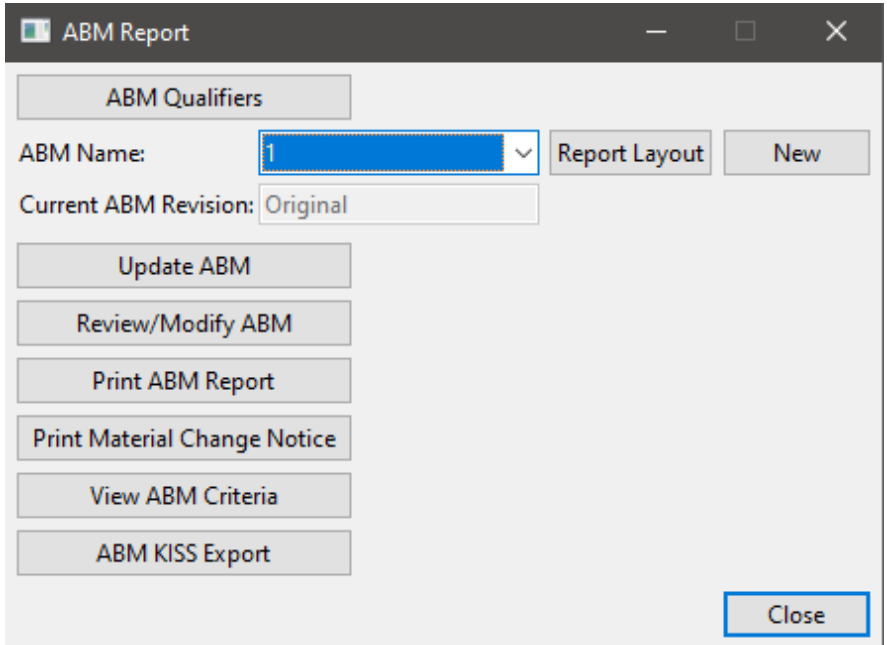 ABM Report
ABM Qualifiers
ABM Name: 1 Report Layout New
Current ABM Revision: Original
Update ABM
Review/Modify ABM
Print ABM Report
Print Material Change Notice
View ABM Criteria
ABM KISS Export
Close